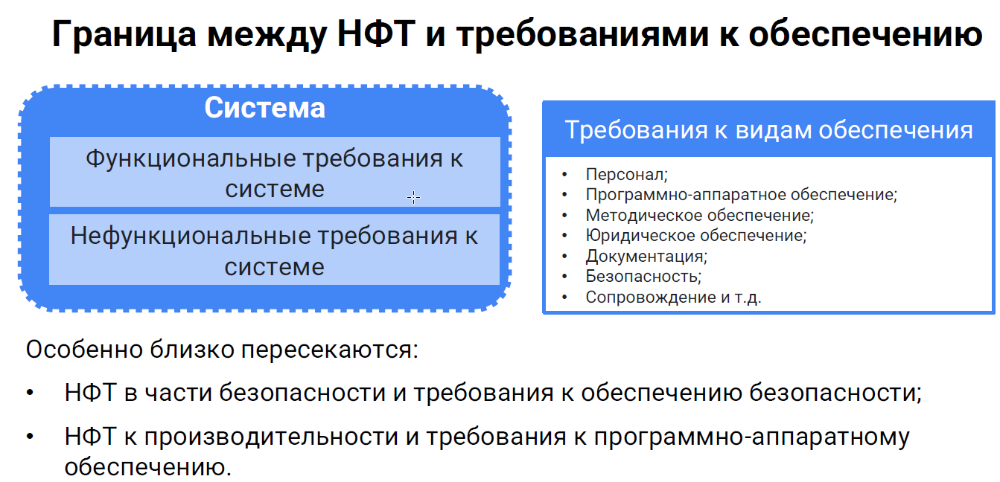 Граница между НФТ и требованиями к обеспечению
Система
Функциональные требования к
системе
Нефункциональные требования к
системе
Требования к видам обеспечения
• Персонал;
• Программно-аппаратное обеспечение;
• Методическое обеспечение;
• Юридическое обеспечение;
• Документация;
• Безопасность;
• Сопровождение и т.д.
Особенно близко пересекаются:
• НФТ в части безопасности и требования к обеспечению безопасности;
• НФТ к производительности и требования к программно-аппаратному
обеспечению.